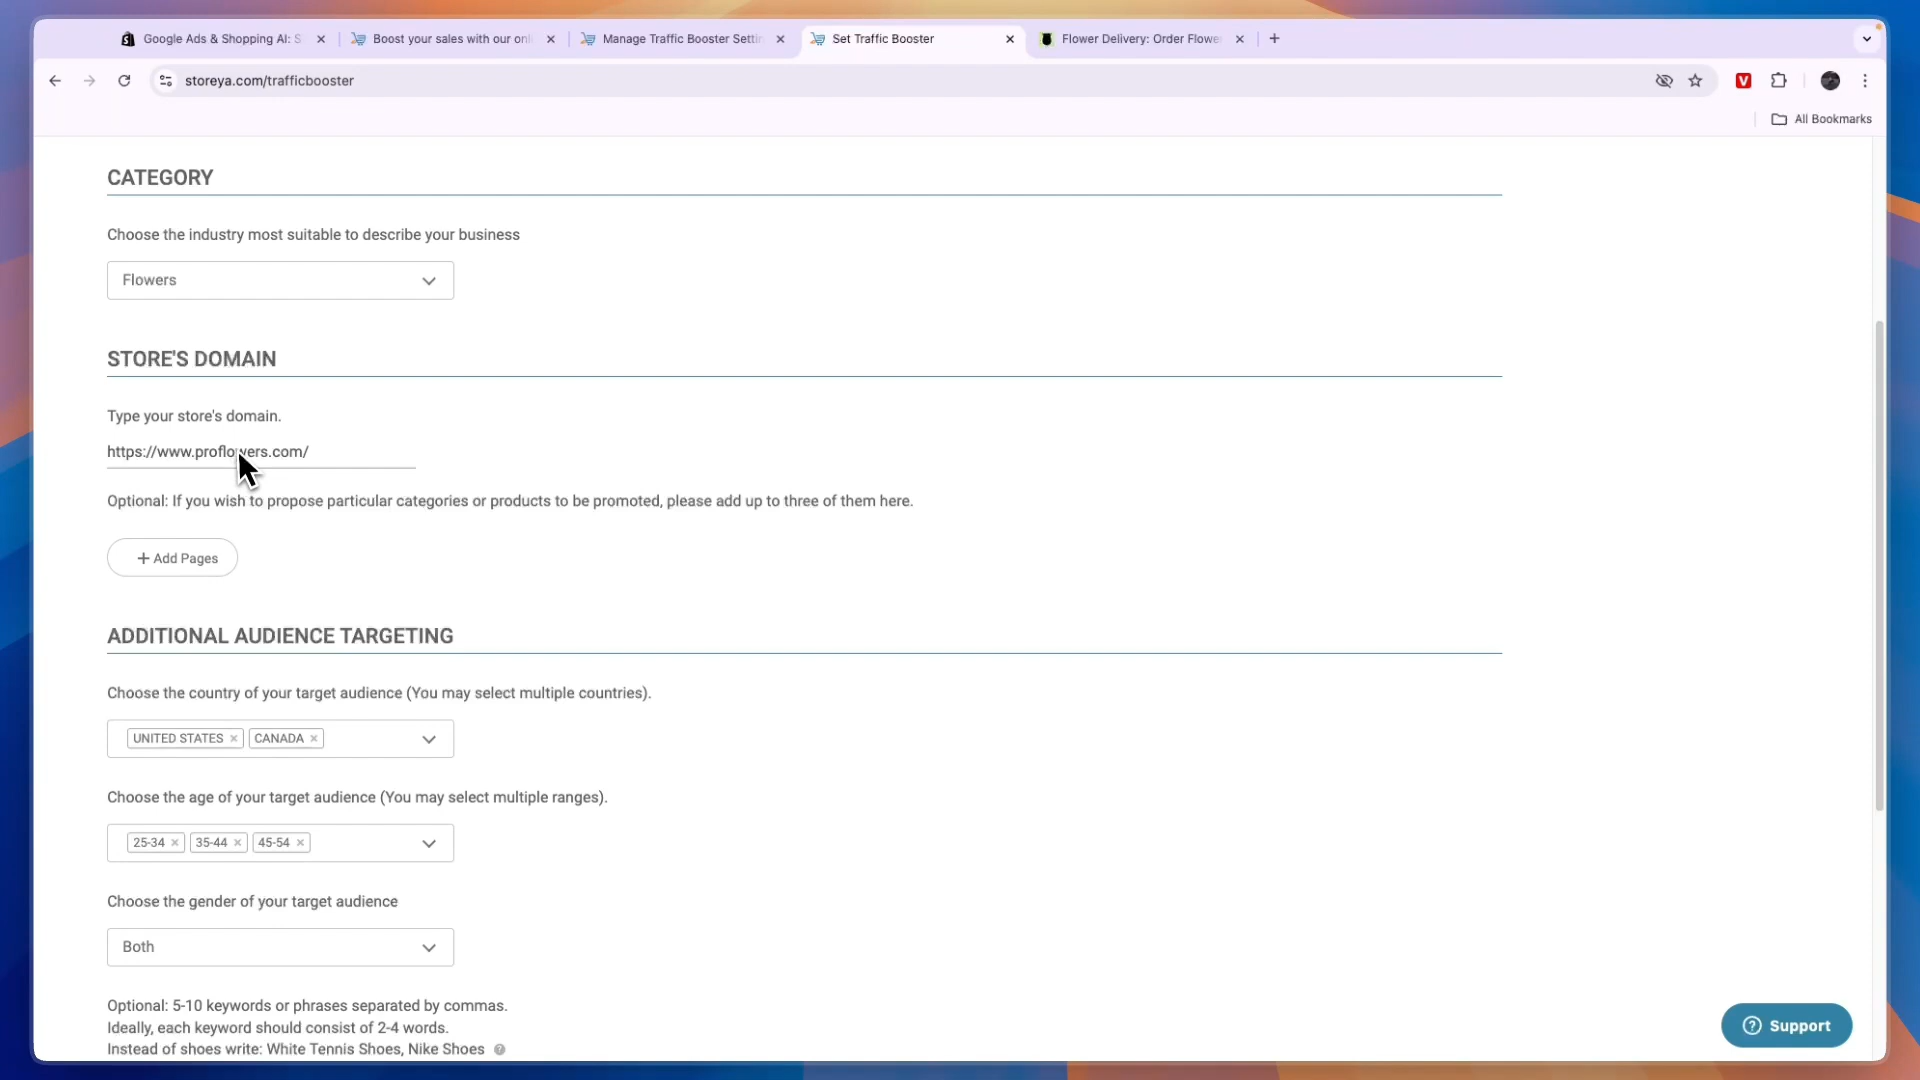 Google Ads & Shopping AI: S
Boost your sales with our onl
Manage Traffic Booster Settin
Set Traffic Booster
Flower Delivery: Order Flowe
storeya.com/trafficbooster
V
All Bookmarks
CATEGORY
Choose the industry most suitable to describe your business
Flowers
STORE'S DOMAIN
Type your store's domain.
https://www.proflowers.com/
Optional: If you wish to propose particular categories or products to be promoted, please add up to three of them here.
+ Add Pages
ADDITIONAL AUDIENCE TARGETING
Choose the country of your target audience (You may select multiple countries).
UNITED STATES × CANADA ×
Choose the age of your target audience (You may select multiple ranges).
25-34 × 35-44 × 45-54 ×
Choose the gender of your target audience
Both
Optional: 5-10 keywords or phrases separated by commas.
Ideally, each keyword should consist of 2-4 words.
Instead of shoes write: White Tennis Shoes, Nike Shoes
Support